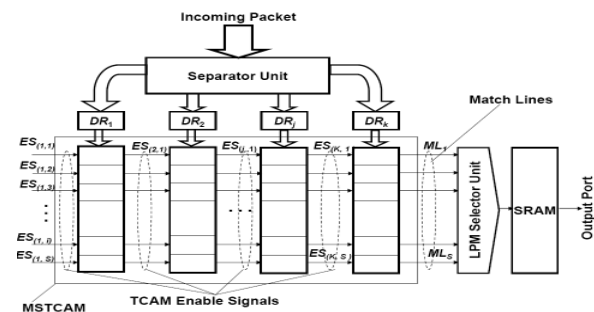 Incoming Packet
Separator Unit
DR1 DR2 DRj DRk
Match Lines
ES(1,1) ES(2,1) ES(j,1) ES(K, 1 ML1
ES(1,2)
ES(1,3)
...
...
ES(1, i)
ES(1, S) ES(K, S) MLS
LPM Selector Unit
SRAM
Output Port
TCAM Enable Signals
MSTCAM